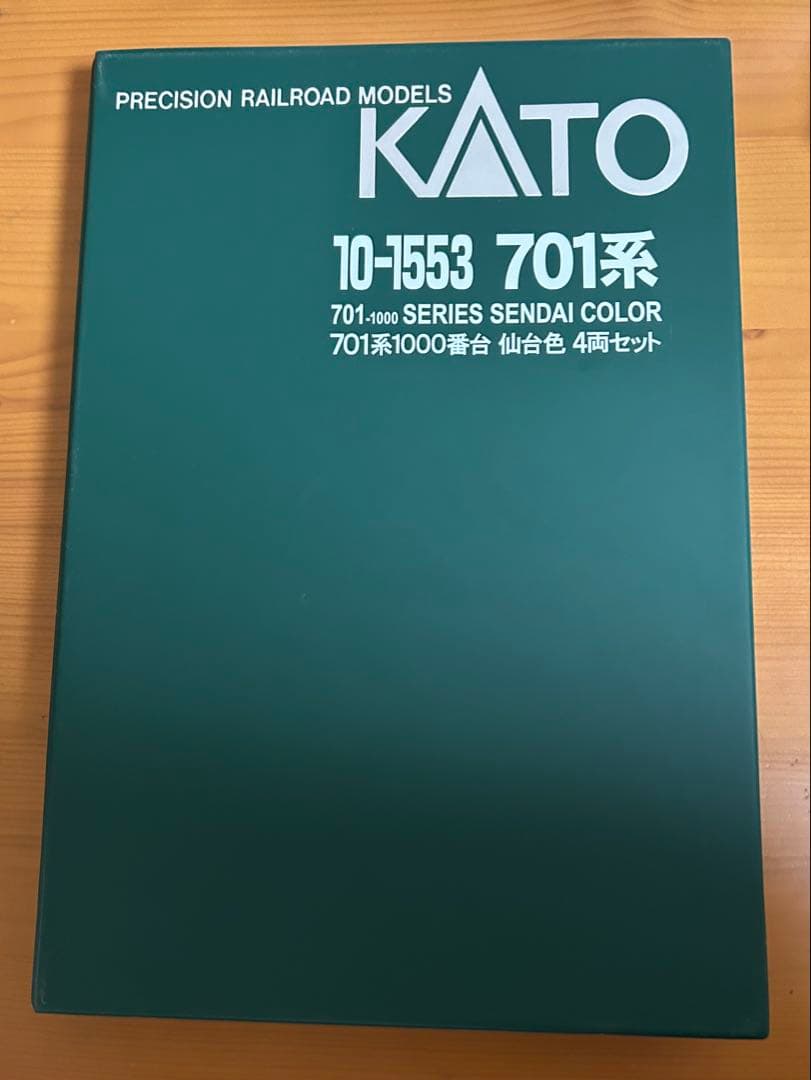 PRECISION RAILROAD MODELS
KATO
10-1553 701系
701-1000 SERIES SENDAI COLOR
701系1000番台 仙台色 4両セット